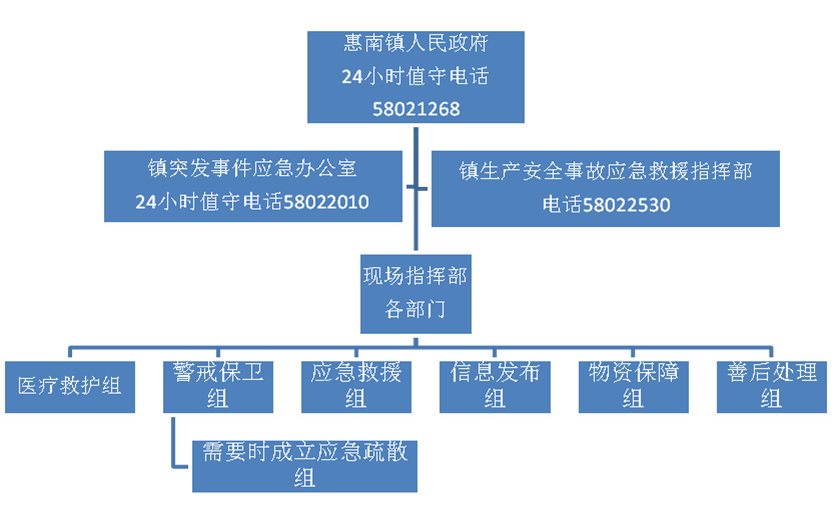 惠南镇人民政府
24小时值守电话
58021268
镇突发事件应急办公室
24小时值守电话58022010
镇生产安全事故应急救援指挥部
电话58022530
现场指挥部
各部门
医疗救护组
警戒保卫
组
应急救援
组
信息发布
组
物资保障
组
善后处理
组
需要时成立应急疏散
组